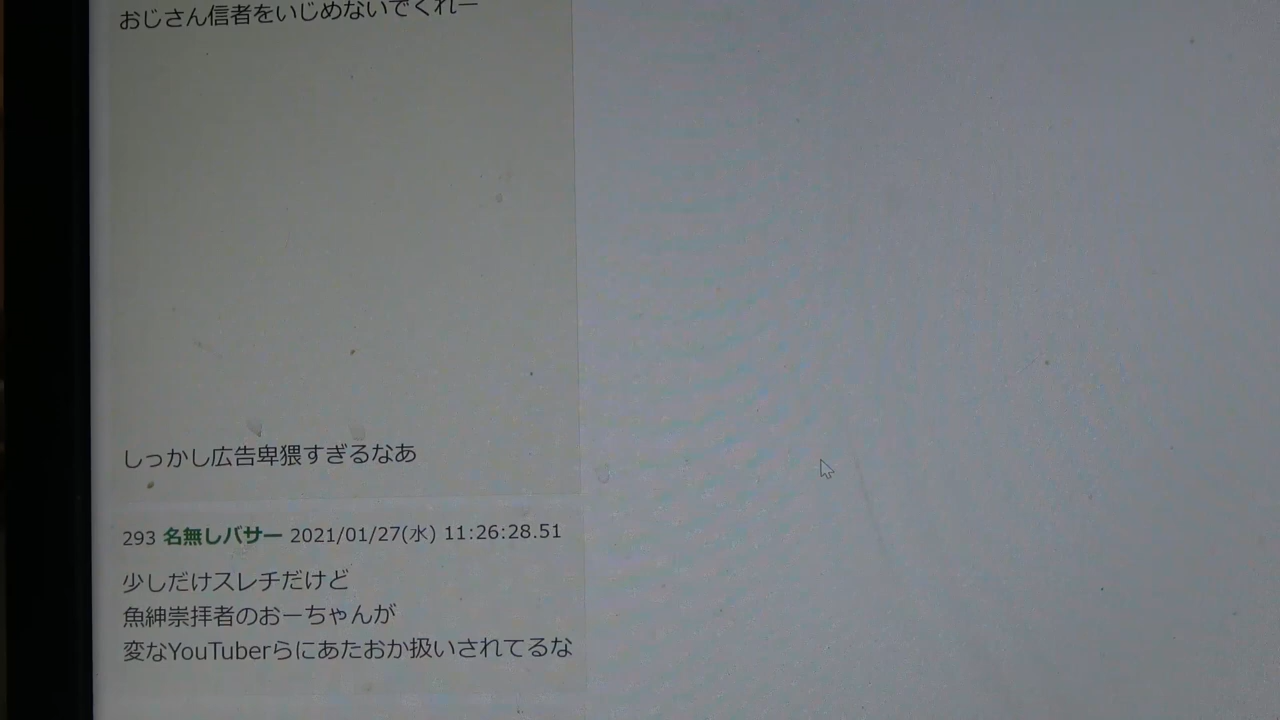 おじさん信者をいじめないでくれー
しっかし広告卑猥すぎるなあ
293 名無しバサー 2021/01/27(水) 11:26:28.51
少しだけスレチだけど
魚紳崇拝者のおーちゃんが
変なYouTuberらにあたおか扱いされてるな